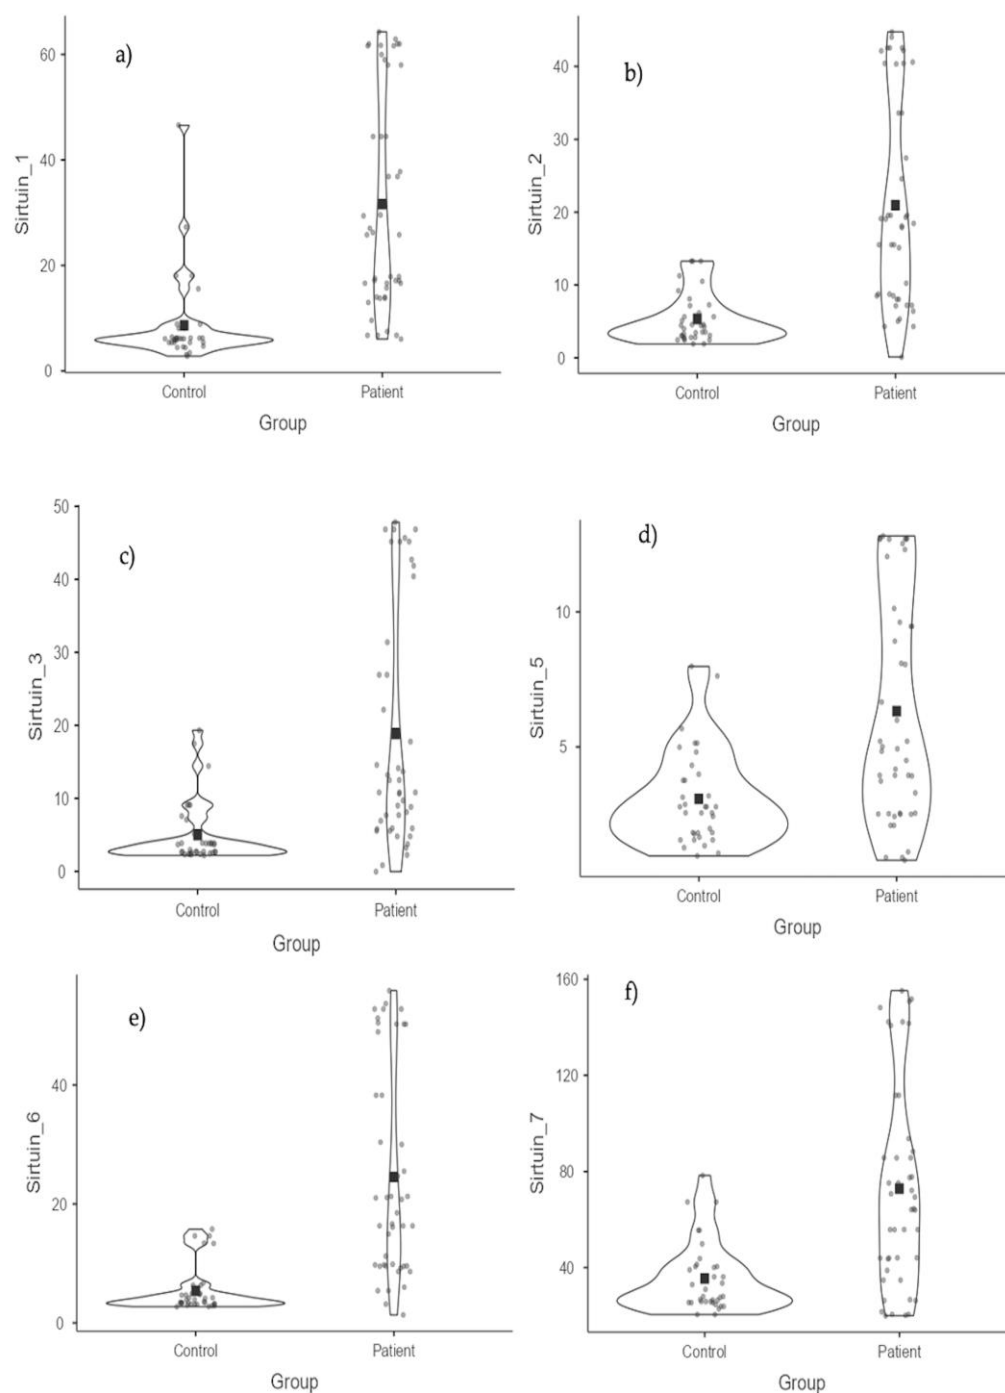 a)
60
40
20
0
Sirtuin_1
Control
Patient
Group
b)
40
30
20
10
0
Sirtuin_2
Control
Patient
Group
c)
50
40
30
20
10
0
Sirtuin_3
Control
Patient
Group
d)
10
5
Sirtuin_5
Control
Patient
Group
e)
40
20
0
Sirtuin_6
Control
Patient
Group
f)
160
120
80
40
Sirtuin_7
Control
Patient
Group